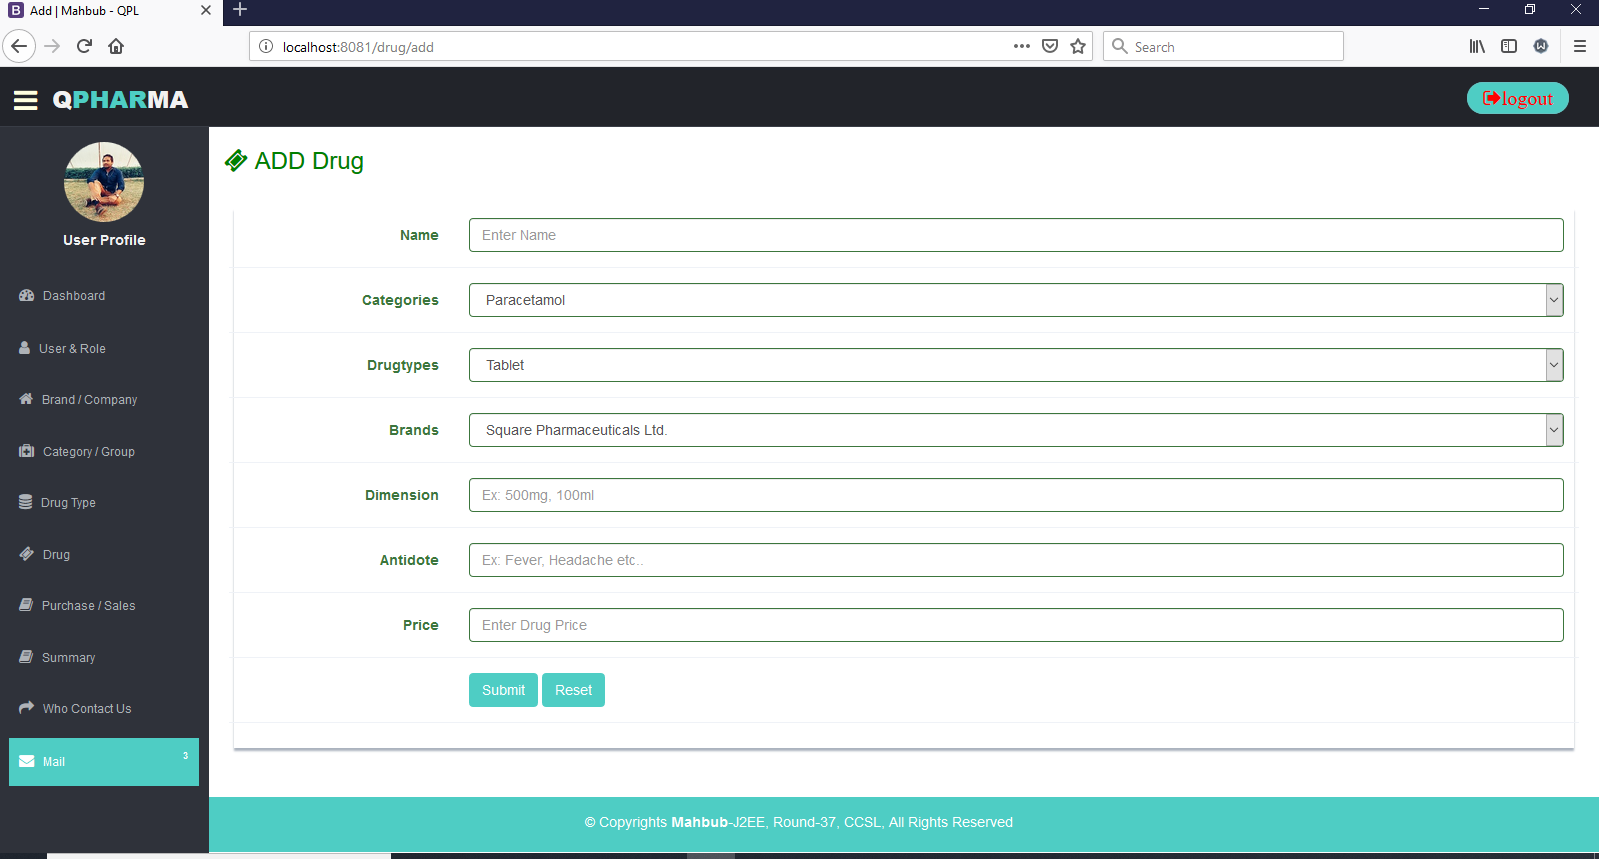 B Add | Mahbub - QPL
localhost:8081/drug/add
Search
QPHARMA
logout
User Profile
Dashboard
User & Role
Brand / Company
Category / Group
Drug Type
Drug
Purchase / Sales
Summary
Who Contact Us
Mail 3
ADD Drug
Name Enter Name
Categories Paracetamol
Drugtypes Tablet
Brands Square Pharmaceuticals Ltd.
Dimension Ex: 500mg, 100ml
Antidote Ex: Fever, Headache etc..
Price Enter Drug Price
Submit Reset
© Copyrights Mahbub-J2EE, Round-37, CCSL, All Rights Reserved